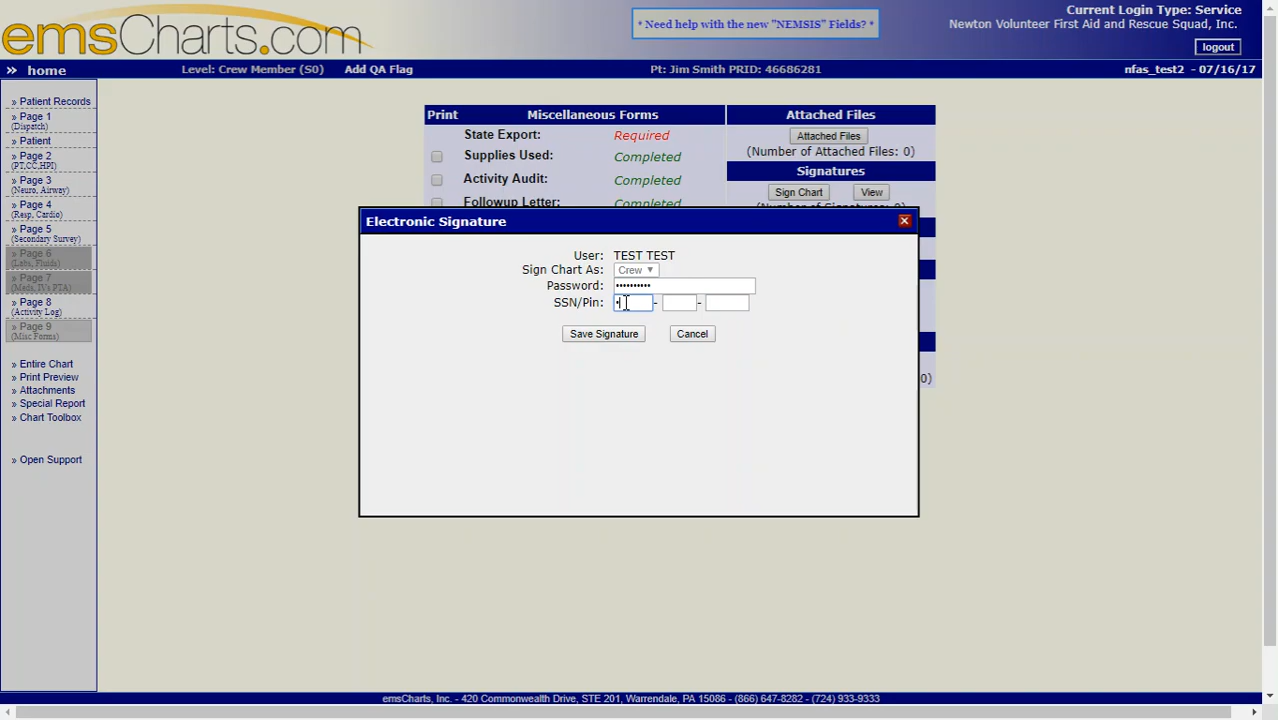 emsCharts.com
* Need help with the new "NEMSIS" Fields? *
Current Login Type: Service
Newton Volunteer First Aid and Rescue Squad, Inc.
logout
» home
Level: Crew Member (S0)
Add QA Flag
Pt: Jim Smith PRID: 46686281
nfas_test2 - 07/16/17
» Patient Records
» Page 1
(Dispatch)
» Patient
» Page 2
(PT,CC,HPI)
» Page 3
(Neuro, Airway)
» Page 4
(Resp, Cardio)
» Page 5
(Secondary Survey)
» Page 6
(Labs, Fluids)
» Page 7
(Meds, IVs PTA)
» Page 8
(Activity Log)
» Page 9
(Misc Forms)
» Entire Chart
» Print Preview
» Attachments
» Special Report
» Chart Toolbox
» Open Support
Print Miscellaneous Forms
State Export: Required
Supplies Used: Completed
Activity Audit: Completed
Followup Letter: Completed
Attached Files
Attached Files
(Number of Attached Files: 0)
Signatures
Sign Chart View
(Number of Signatures: 0)
0)
Electronic Signature
User: TEST TEST
Sign Chart As: Crew
Password: ••••••••••
SSN/Pin: • - -
Save Signature Cancel
emsCharts, Inc. - 420 Commonwealth Drive, STE 201, Warrendale, PA 15086 - (866) 647-8282 - (724) 933-9333